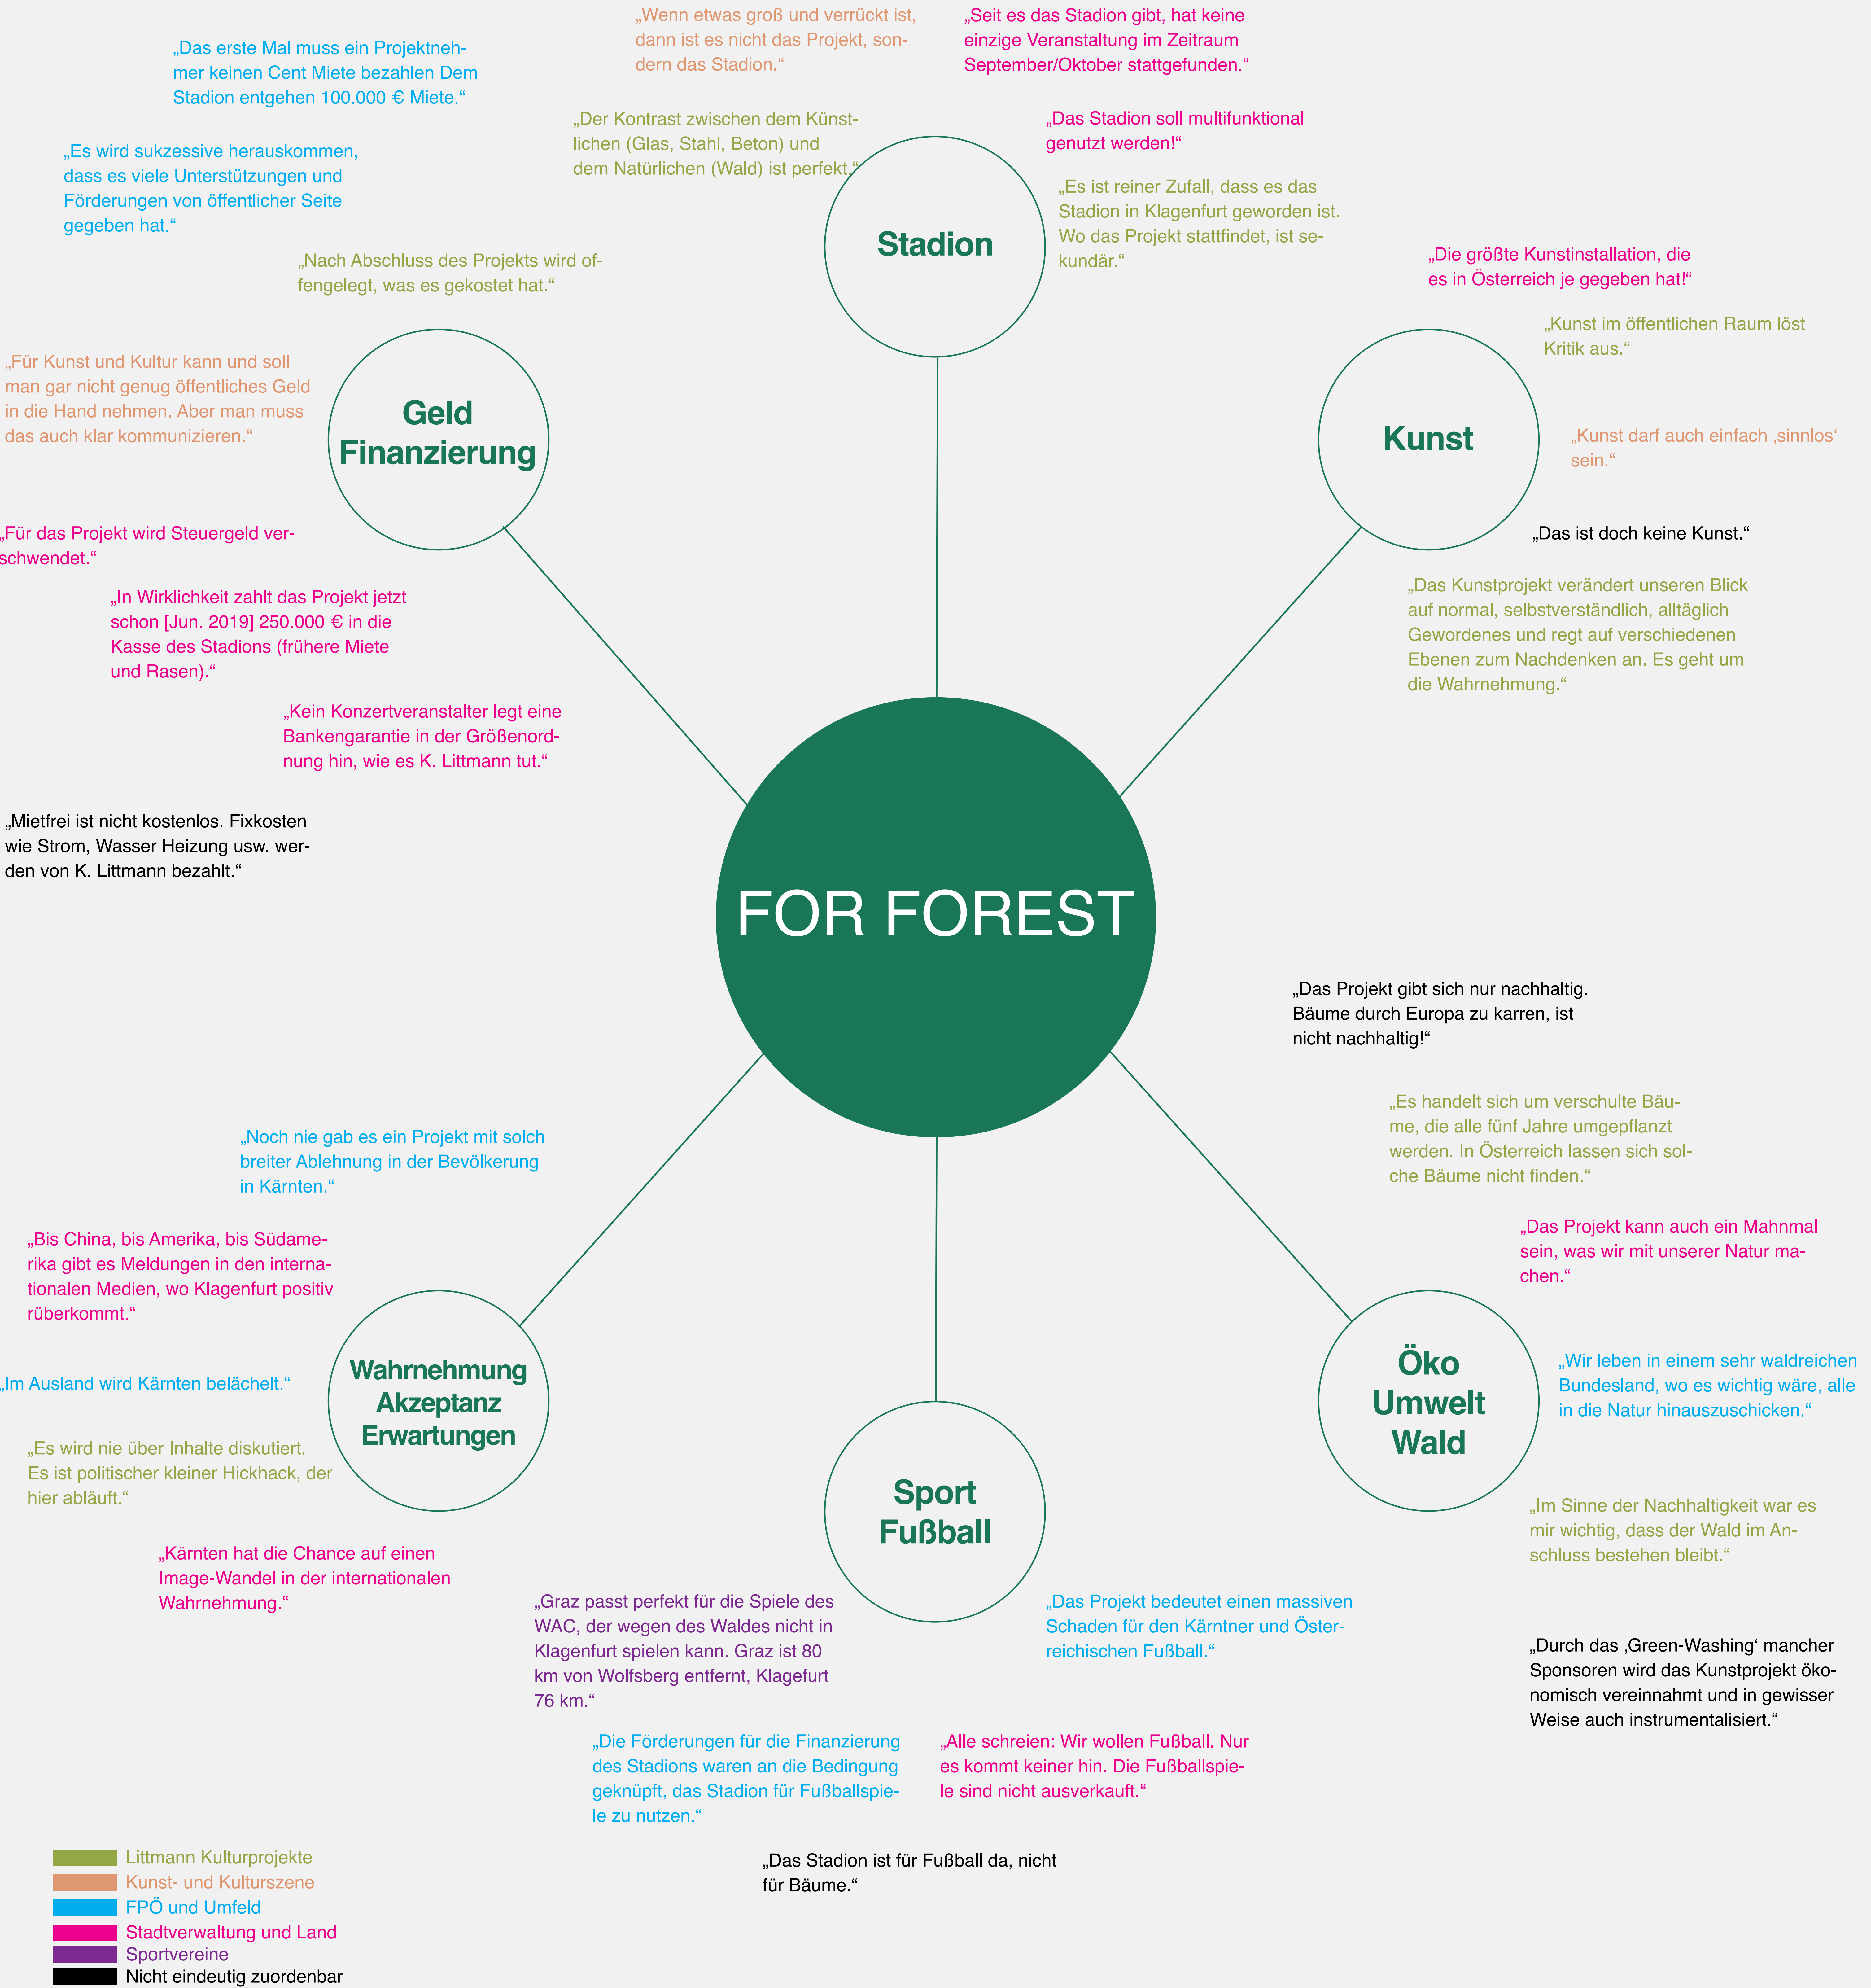 „Wenn etwas groß und verrückt ist,
dann ist es nicht das Projekt, son-
dern das Stadion.“
„Seit es das Stadion gibt, hat keine
einzige Veranstaltung im Zeitraum
September/Oktober stattgefunden.“
„Das erste Mal muss ein Projektneh-
mer keinen Cent Miete bezahlen Dem
Stadion entgehen 100.000 € Miete.“
„Der Kontrast zwischen dem Künst-
lichen (Glas, Stahl, Beton) und
dem Natürlichen (Wald) ist perfekt.“
„Das Stadion soll multifunktional
genutzt werden!“
„Es wird sukzessive herauskommen,
dass es viele Unterstützungen und
Förderungen von öffentlicher Seite
gegeben hat.“
„Es ist reiner Zufall, dass es das
Stadion in Klagenfurt geworden ist.
Wo das Projekt stattfindet, ist se-
kundär.“
Stadion
„Nach Abschluss des Projekts wird of-
fengelegt, was es gekostet hat.“
„Die größte Kunstinstallation, die
es in Österreich je gegeben hat!“
„Kunst im öffentlichen Raum löst
Kritik aus.“
„Für Kunst und Kultur kann und soll
man gar nicht genug öffentliches Geld
in die Hand nehmen. Aber man muss
das auch klar kommunizieren.“
Geld
Finanzierung
Kunst
„Kunst darf auch einfach ‚sinnlos‘
sein.“
„Für das Projekt wird Steuergeld ver-
schwendet.“
„Das ist doch keine Kunst.“
„In Wirklichkeit zahlt das Projekt jetzt
schon [Jun. 2019] 250.000 € in die
Kasse des Stadions (frühere Miete
und Rasen).“
„Das Kunstprojekt verändert unseren Blick
auf normal, selbstverständlich, alltäglich
Gewordenes und regt auf verschiedenen
Ebenen zum Nachdenken an. Es geht um
die Wahrnehmung.“
„Kein Konzertveranstalter legt eine
Bankengarantie in der Größenord-
nung hin, wie es K. Littmann tut.“
„Mietfrei ist nicht kostenlos. Fixkosten
wie Strom, Wasser Heizung usw. wer-
den von K. Littmann bezahlt.“
FOR FOREST
„Das Projekt gibt sich nur nachhaltig.
Bäume durch Europa zu karren, ist
nicht nachhaltig!“
„Es handelt sich um verschulte Bäu-
me, die alle fünf Jahre umgepflanzt
werden. In Österreich lassen sich sol-
che Bäume nicht finden.“
„Noch nie gab es ein Projekt mit solch
breiter Ablehnung in der Bevölkerung
in Kärnten.“
„Das Projekt kann auch ein Mahnmal
sein, was wir mit unserer Natur ma-
chen.“
„Bis China, bis Amerika, bis Südame-
rika gibt es Meldungen in den interna-
tionalen Medien, wo Klagenfurt positiv
rüberkommt.“
„Im Ausland wird Kärnten belächelt.“
Wahrnehmung
Akzeptanz
Erwartungen
Öko
Umwelt
Wald
„Wir leben in einem sehr waldreichen
Bundesland, wo es wichtig wäre, alle
in die Natur hinauszuschicken.“
„Es wird nie über Inhalte diskutiert.
Es ist politischer kleiner Hickhack, der
hier abläuft.“
Sport
Fußball
„Im Sinne der Nachhaltigkeit war es
mir wichtig, dass der Wald im An-
schluss bestehen bleibt.“
„Kärnten hat die Chance auf einen
Image-Wandel in der internationalen
Wahrnehmung.“
„Graz passt perfekt für die Spiele des
WAC, der wegen des Waldes nicht in
Klagenfurt spielen kann. Graz ist 80
km von Wolfsberg entfernt, Klagefurt
76 km.“
„Das Projekt bedeutet einen massiven
Schaden für den Kärntner und Öster-
reichischen Fußball.“
„Durch das ‚Green-Washing‘ mancher
Sponsoren wird das Kunstprojekt öko-
nomisch vereinnahmt und in gewisser
Weise auch instrumentalisiert.“
„Die Förderungen für die Finanzierung
des Stadions waren an die Bedingung
geknüpft, das Stadion für Fußballspie-
le zu nutzen.“
„Alle schreien: Wir wollen Fußball. Nur
es kommt keiner hin. Die Fußballspie-
le sind nicht ausverkauft.“
„Das Stadion ist für Fußball da, nicht
für Bäume.“
Littmann Kulturprojekte
Kunst- und Kulturszene
FPÖ und Umfeld
Stadtverwaltung und Land
Sportvereine
Nicht eindeutig zuordenbar